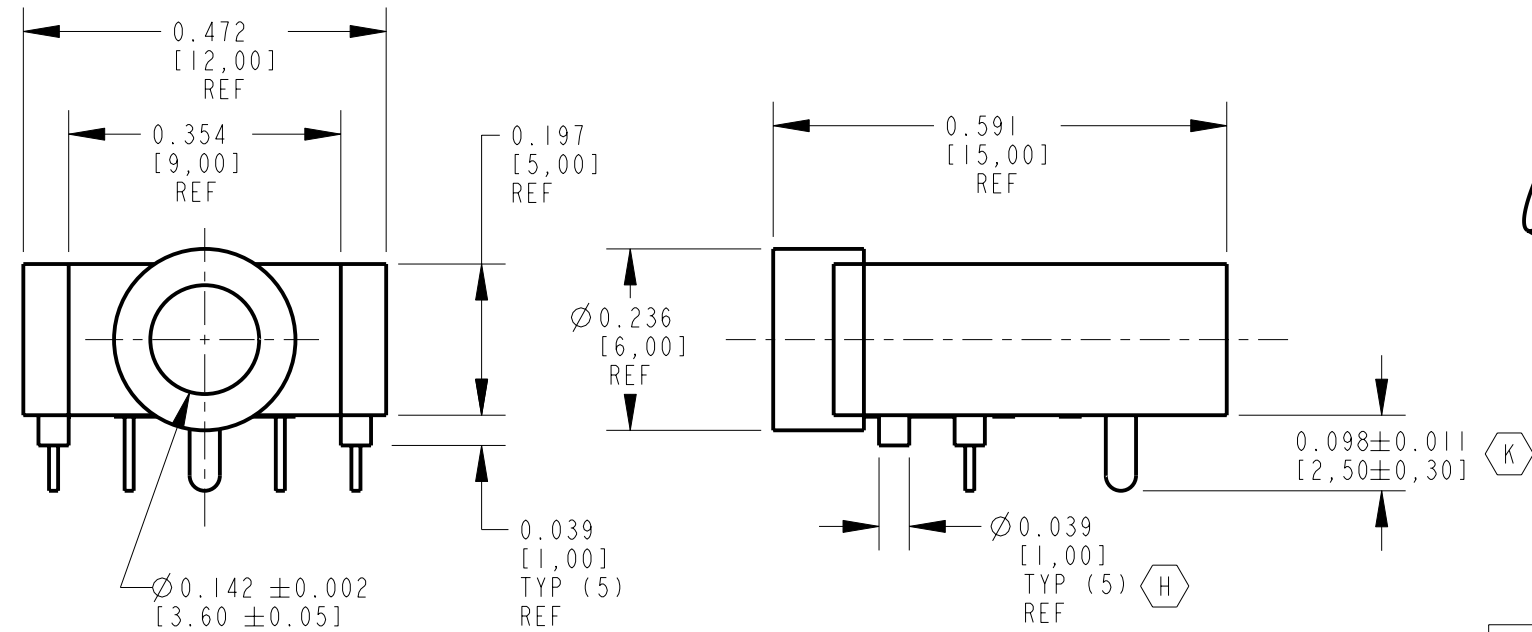 0.472
[12,00]
REF
0.354
[9,00]
REF
0.197
[5,00]
REF
0.591
[15,00]
REF
Ø0.236
[6,00]
REF
0.098±0.011
[2,50±0,30]
K
0.039
[1,00]
TYP (5)
REF
Ø0.039
[1,00]
TYP (5)
REF
H
Ø0.142 ±0.002
[3.60 ±0.05]